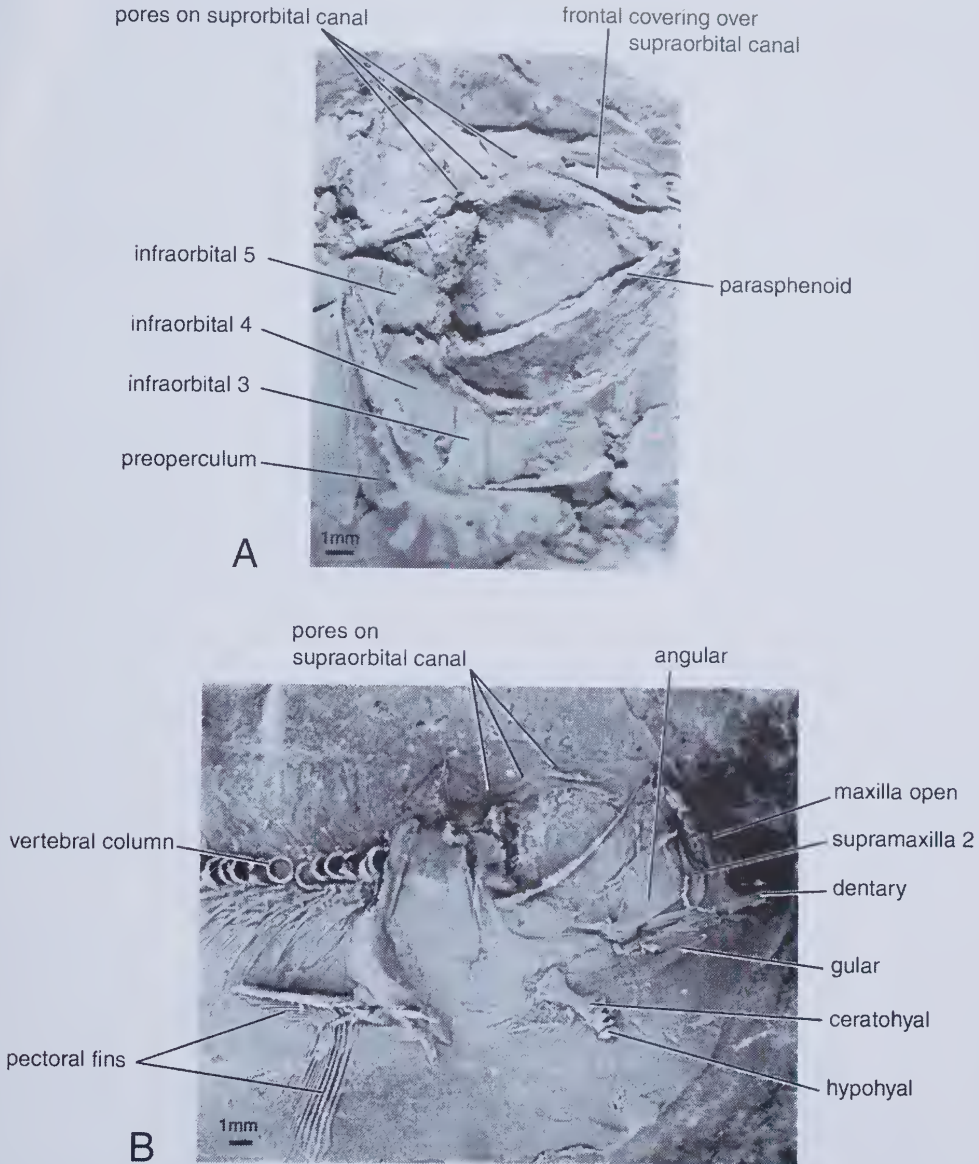 pores on suprorbital canal
frontal covering over
supraorbital canal
infraorbital 5
parasphenoid
infraorbital 4
infraorbital 3
preoperculum
1mm
A
pores on
supraorbital canal
angular
maxilla open
vertebral column
supramaxilla 2
dentary
gular
ceratohyal
pectoral fins
hypohyal
1mm
B